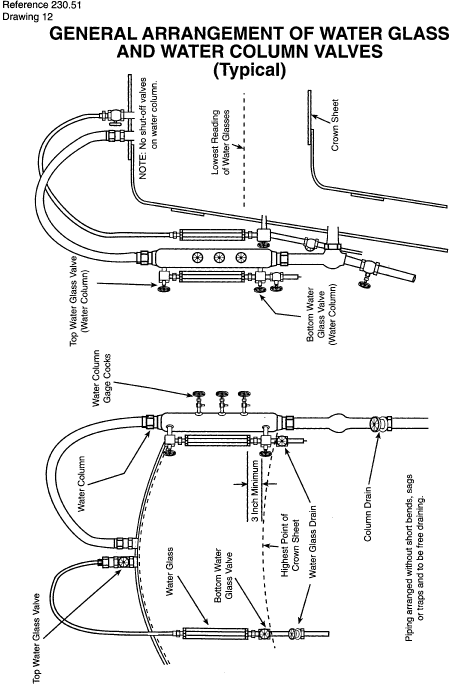 Reference 230.51
Drawing 12
GENERAL ARRANGEMENT OF WATER GLASS
AND WATER COLUMN VALVES
(Typical)
NOTE: No shut-off valves
on water column.
Lowest Reading
of Water Glasses
Crown Sheet
Top Water Glass Valve
(Water Column)
Bottom Water
Glass Valve
(Water Column)
Water Column
Gage Cocks
Water Column
3 Inch Minimum
Highest Point of
Crown Sheet
Water Glass Drain
Column Drain
Water Glass
Bottom Water
Glass Valve
Top Water Glass Valve
Piping arranged without short bends, sags
or traps and to be free draining.